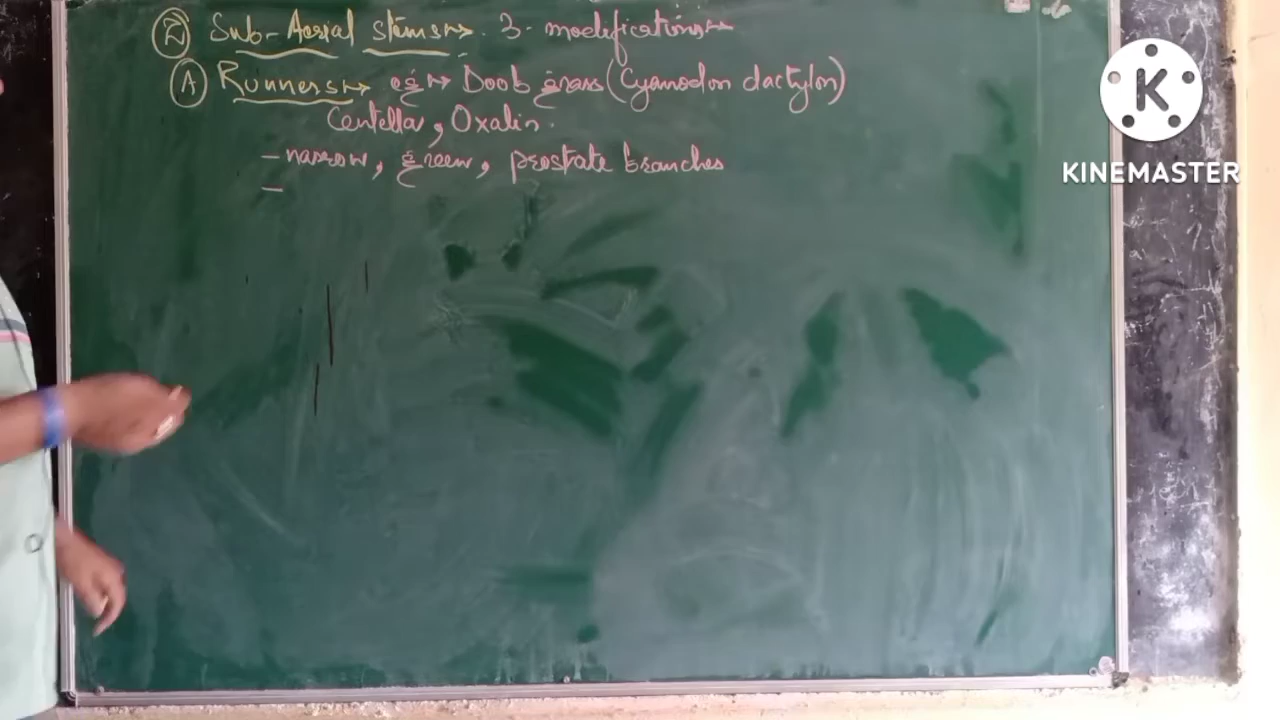 ② Sub-Aerial stems↦ 3- modifications↦
Ⓐ Runners↦ eg↦ Doob grass (Cyanodon dactylon)
Centella, Oxalis.
- narrow, green, prostrate branches
-
K
KINEMASTER